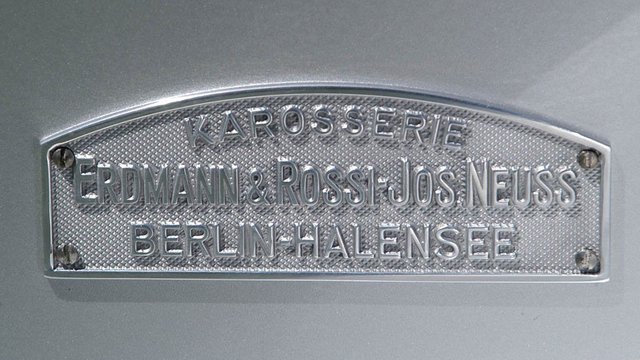 KAROSSERIE
ERDMANN & ROSSI-JOS.NEUSS
BERLIN-HALENSEE